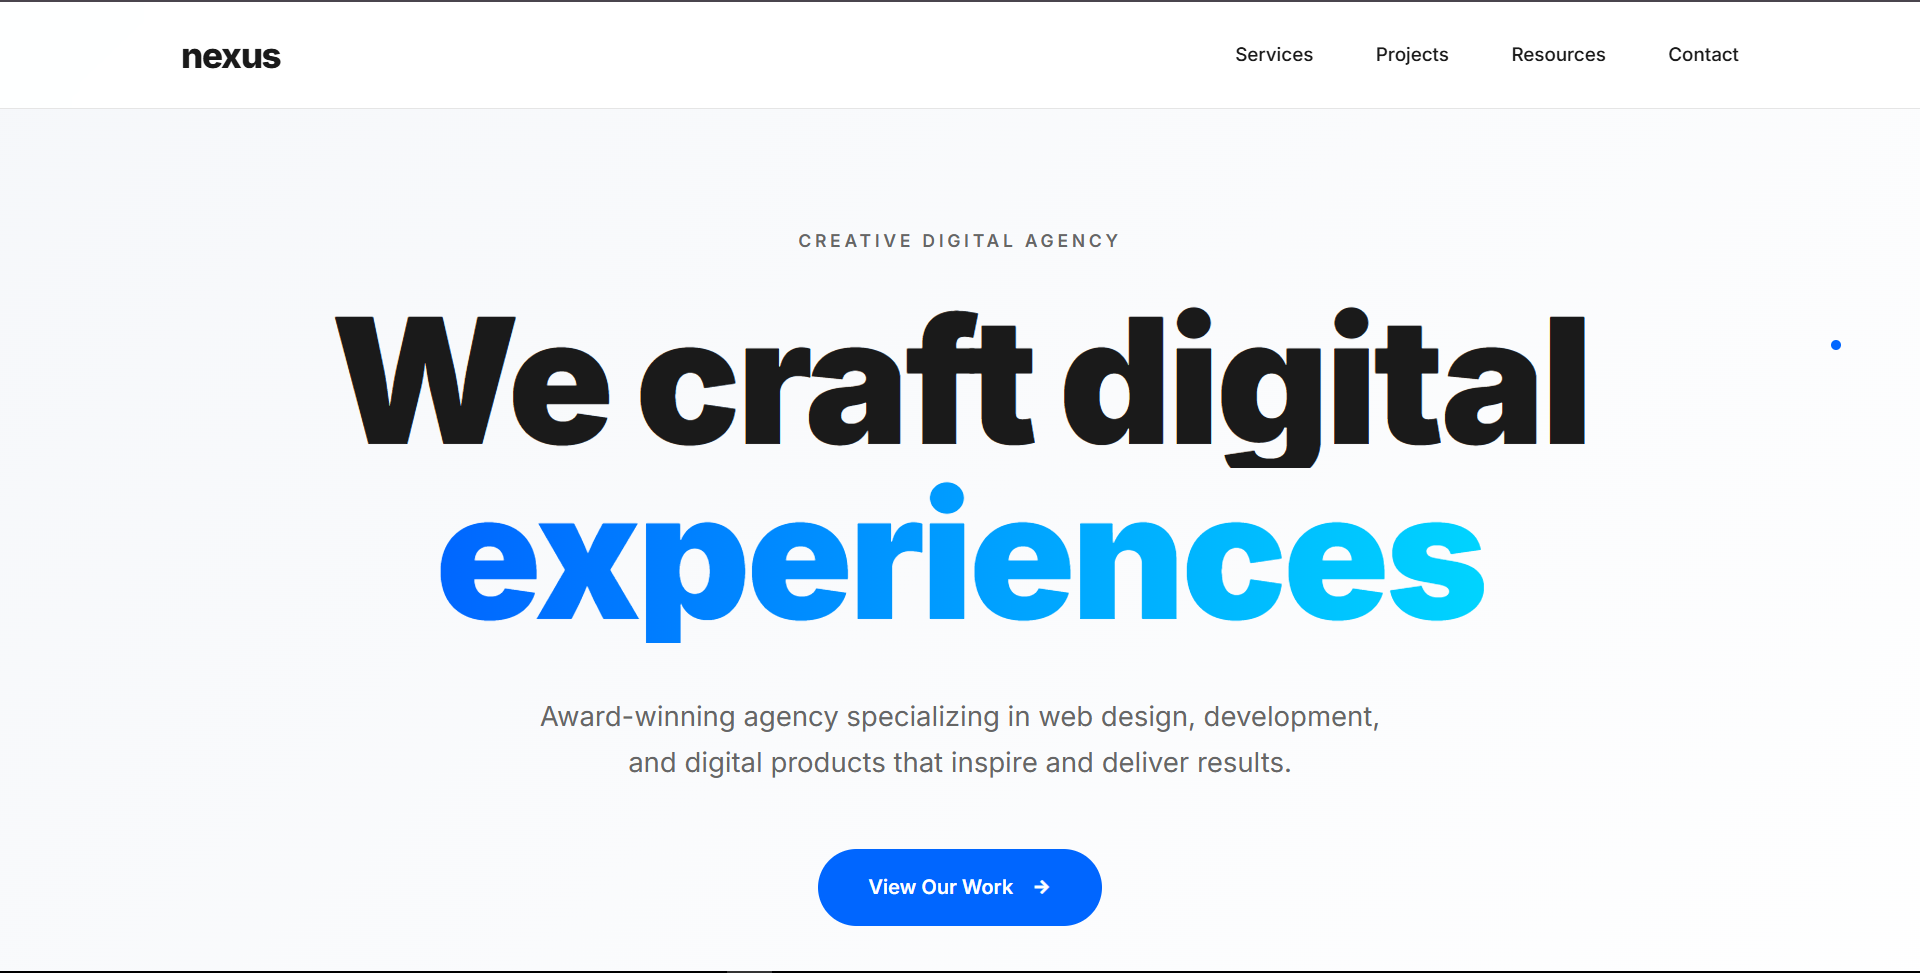 nexus
Services Projects Resources Contact
CREATIVE DIGITAL AGENCY
We craft digital
experiences
Award-winning agency specializing in web design, development,
and digital products that inspire and deliver results.
View Our Work →